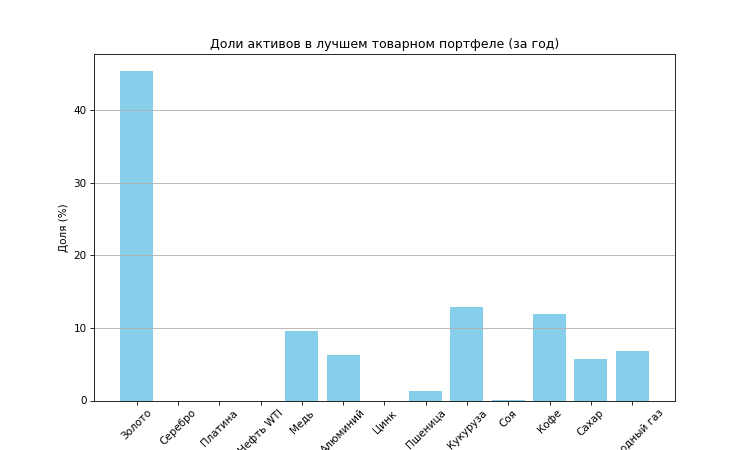 Доли активов в лучшем товарном портфеле (за год)
Доля (%)
40
30
20
10
0
Золото
Серебро
Платина
Нефть WTI
Медь
Алюминий
Цинк
Пшеница
Кукуруза
Соя
Кофе
Сахар
одный газ